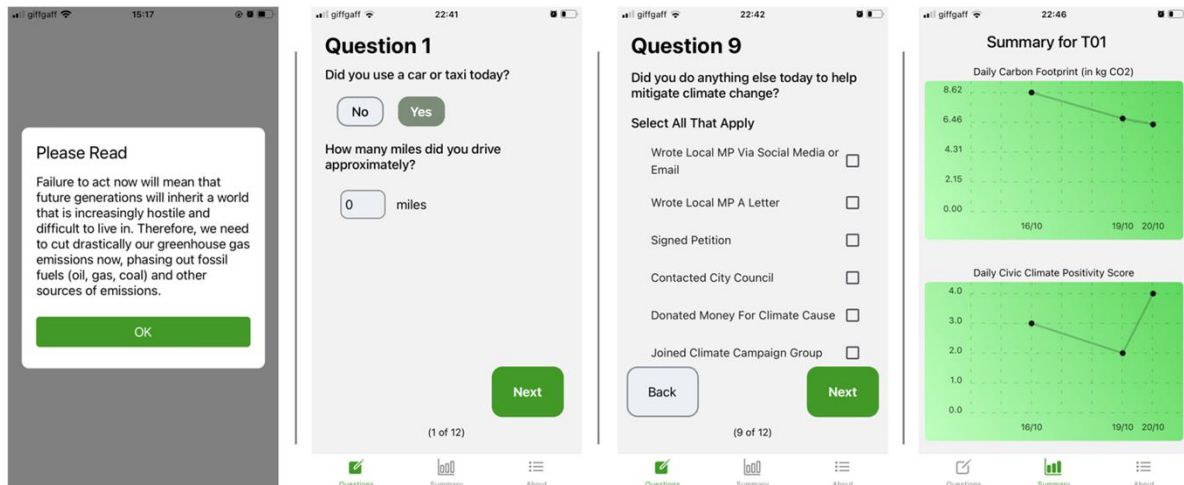 giffgaff 15:17
Please Read
Failure to act now will mean that
future generations will inherit a world
that is increasingly hostile and
difficult to live in. Therefore, we need
to cut drastically our greenhouse gas
emissions now, phasing out fossil
fuels (oil, gas, coal) and other
sources of emissions.
OK
giffgaff 22:41
Question 1
Did you use a car or taxi today?
No Yes
How many miles did you drive
approximately?
0 miles
Next
(1 of 12)
Questions Summary About
giffgaff 22:42
Question 9
Did you do anything else today to help
mitigate climate change?
Select All That Apply
Wrote Local MP Via Social Media or
Email
Wrote Local MP A Letter
Signed Petition
Contacted City Council
Donated Money For Climate Cause
Joined Climate Campaign Group
Back Next
(9 of 12)
Questions Summary About
giffgaff 22:46
Summary for T01
Daily Carbon Footprint (in kg CO2)
8.62
6.46
4.31
2.15
0.00
16/10 19/10 20/10
Daily Civic Climate Positivity Score
4.0
3.0
2.0
1.0
0.0
16/10 19/10 20/10
Questions Summary About